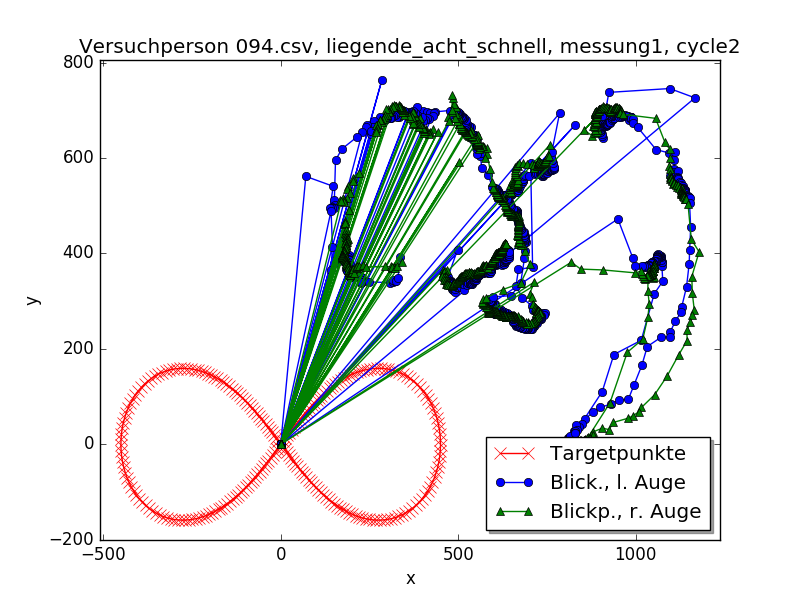 Versuchperson 094.csv, liegende_acht_schnell, messung1, cycle2
800
600
400
200
0
−200
y
−500
0
500
1000
x
Targetpunkte
Blick., l. Auge
Blickp., r. Auge